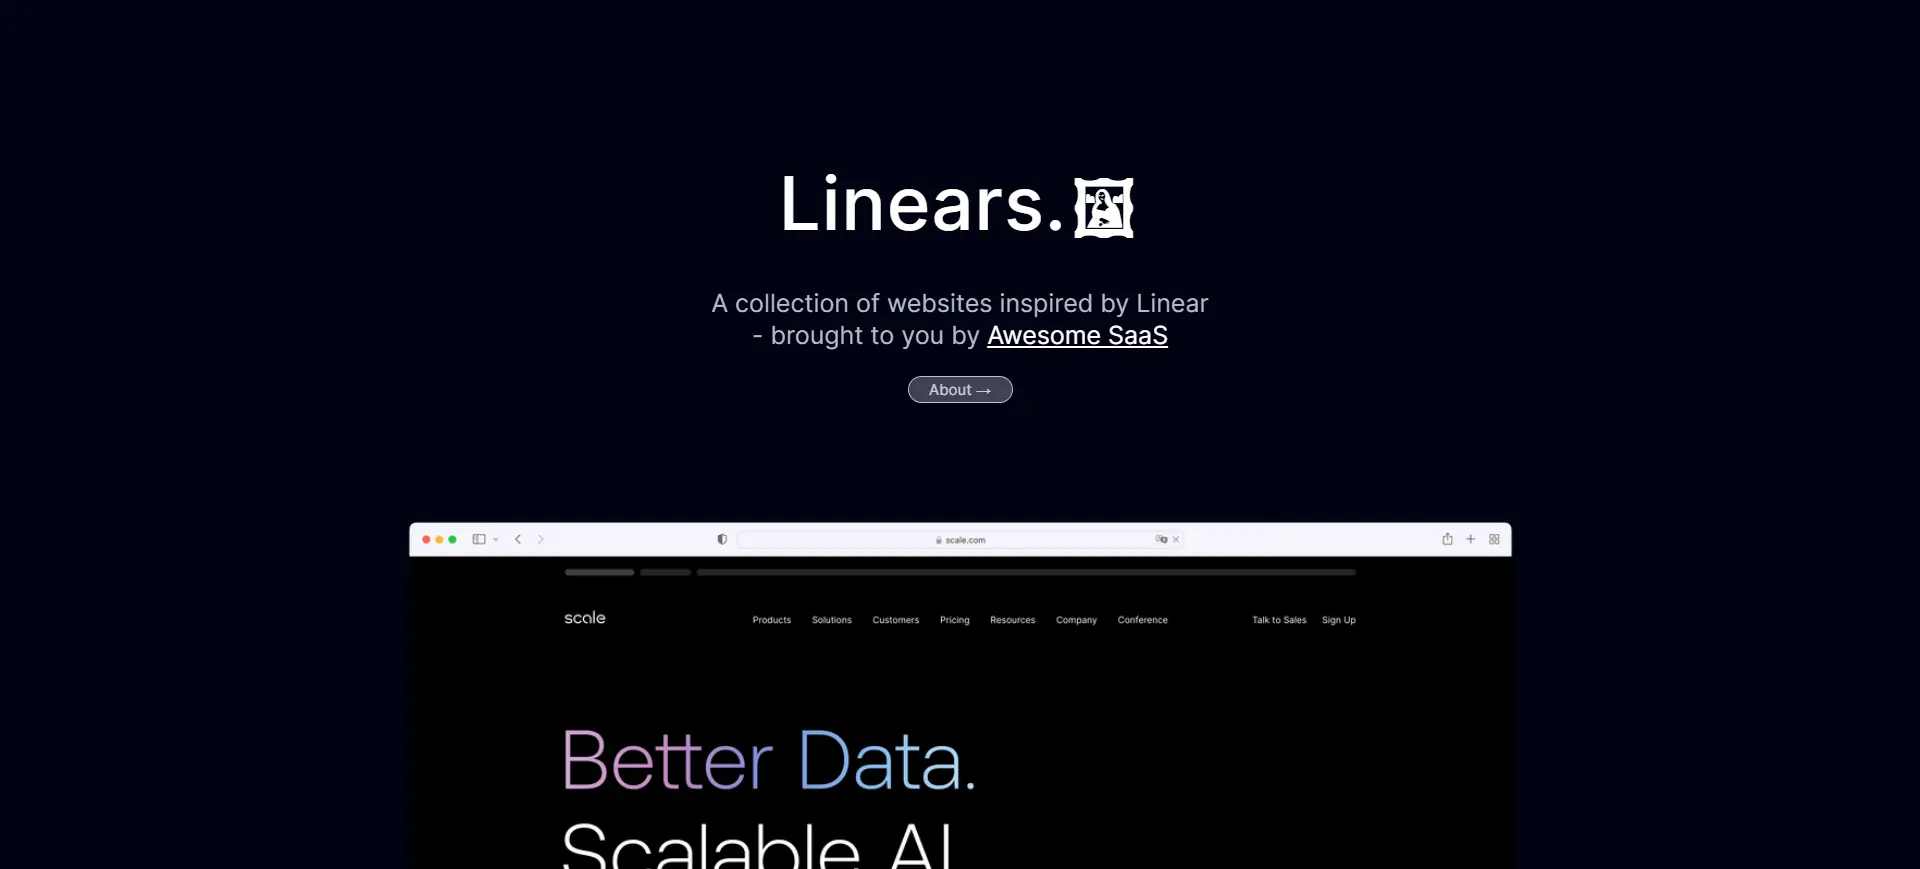 Linears.
A collection of websites inspired by Linear
- brought to you by Awesome SaaS
About →
scale.com
scale Products Solutions Customers Pricing Resources Company Conference Talk to Sales Sign Up
Better Data.
Scalable AI